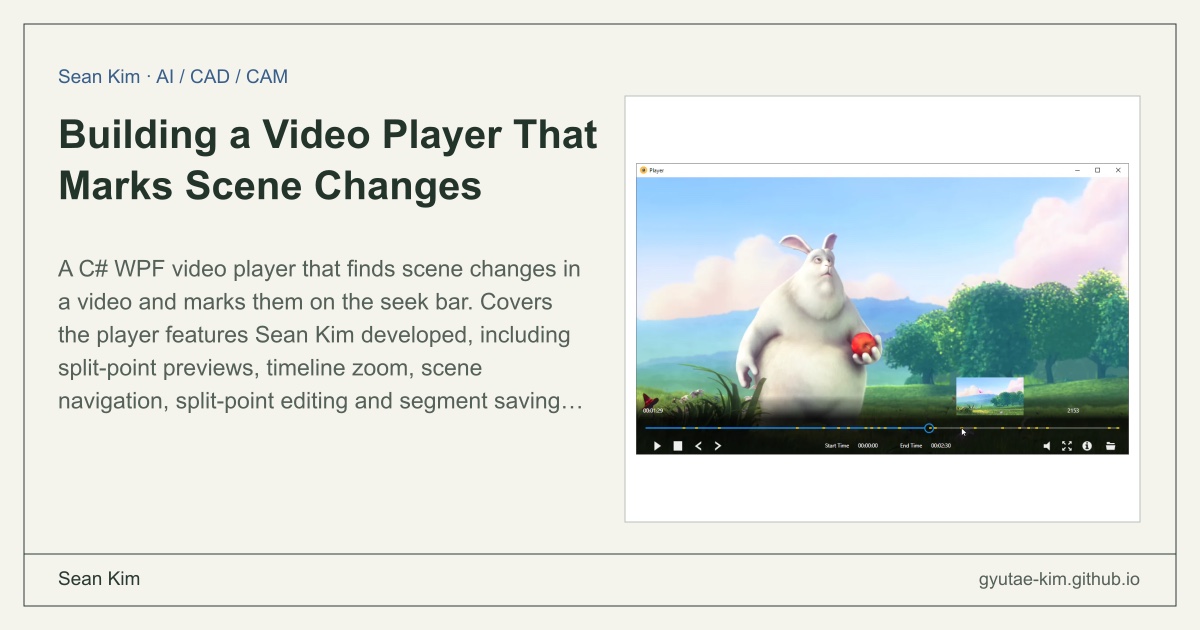 Sean Kim · AI / CAD / CAM
Building a Video Player That
Marks Scene Changes
A C# WPF video player that finds scene changes in
a video and marks them on the seek bar. Covers
the player features Sean Kim developed, including
split-point previews, timeline zoom, scene
navigation, split-point editing and segment saving…
Player
00:01:29
2153
Start Time 00:00:00 End Time 00:02:30
Sean Kim
gyutae-kim.github.io